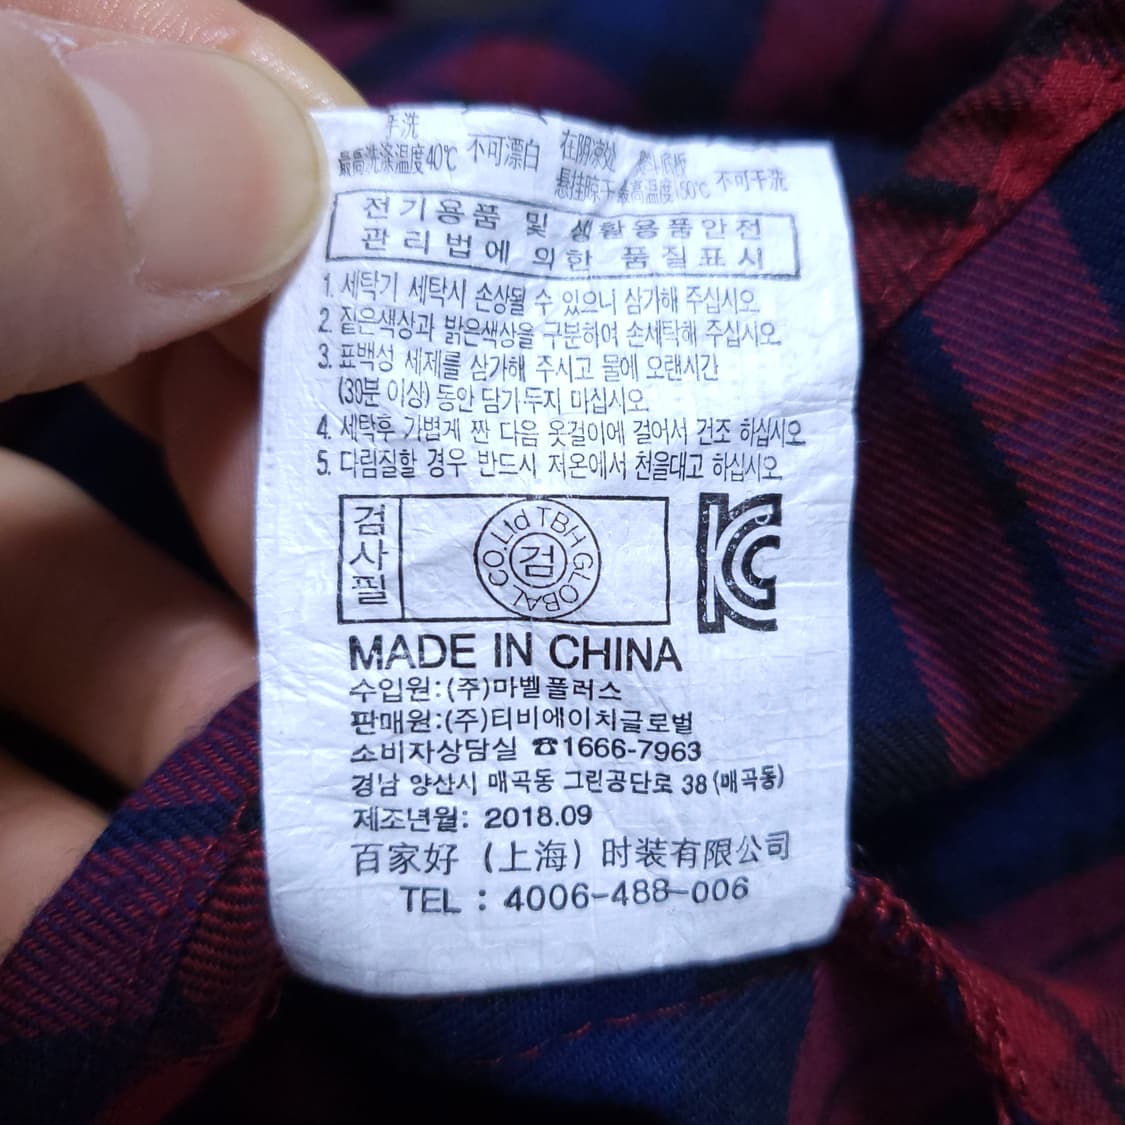 手洗
最高洗涤温度40℃ 不可漂白 在阴凉处
悬挂晾干 熨斗底板
最高温度150℃ 不可干洗
전기용품 및 생활용품안전
관리법에 의한 품질표시
1. 세탁기 세탁시 손상될 수 있으니 삼가해 주십시오.
2. 짙은색상과 밝은색상을 구분하여 손세탁해 주십시오.
3. 표백성 세제를 삼가해 주시고 물에 오랜시간
(30분 이상) 동안 담가두지 마십시오.
4. 세탁후 가볍게 짠 다음 옷걸이에 걸어서 건조 하십시오
5. 다림질할 경우 반드시 저온에서 천을대고 하십시오.
검사필
TBH GLOBAL CO.Ltd
검
KC
MADE IN CHINA
수입원:(주)마벨플러스
판매원:(주)티비에이치글로벌
소비자상담실 ☎1666-7963
경남 양산시 매곡동 그린공단로 38 (매곡동)
제조년월: 2018.09
百家好 (上海) 时装有限公司
TEL : 4006-488-006